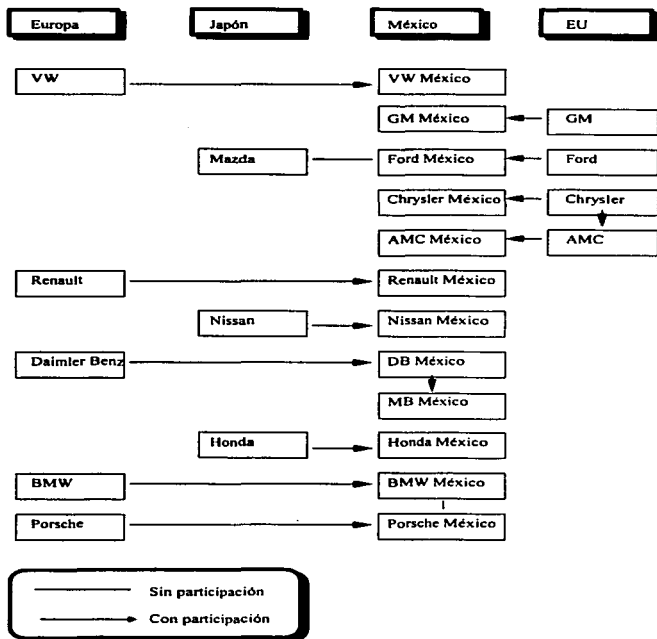 Europa Japón México EU
VW VW México
GM México GM
Mazda Ford México Ford
Chrysler México Chrysler
AMC México AMC
Renault Renault México
Nissan Nissan México
Daimler Benz DB México
MB México
Honda Honda México
BMW BMW México
Porsche Porsche México
Sin participación
Con participación